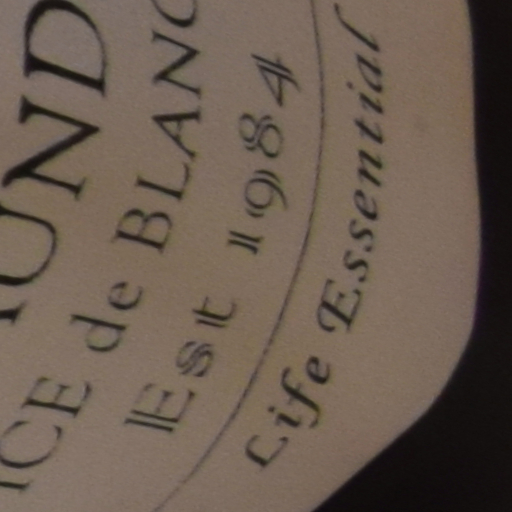 UND
ICE de BLANC
Est 1984
Life Essential